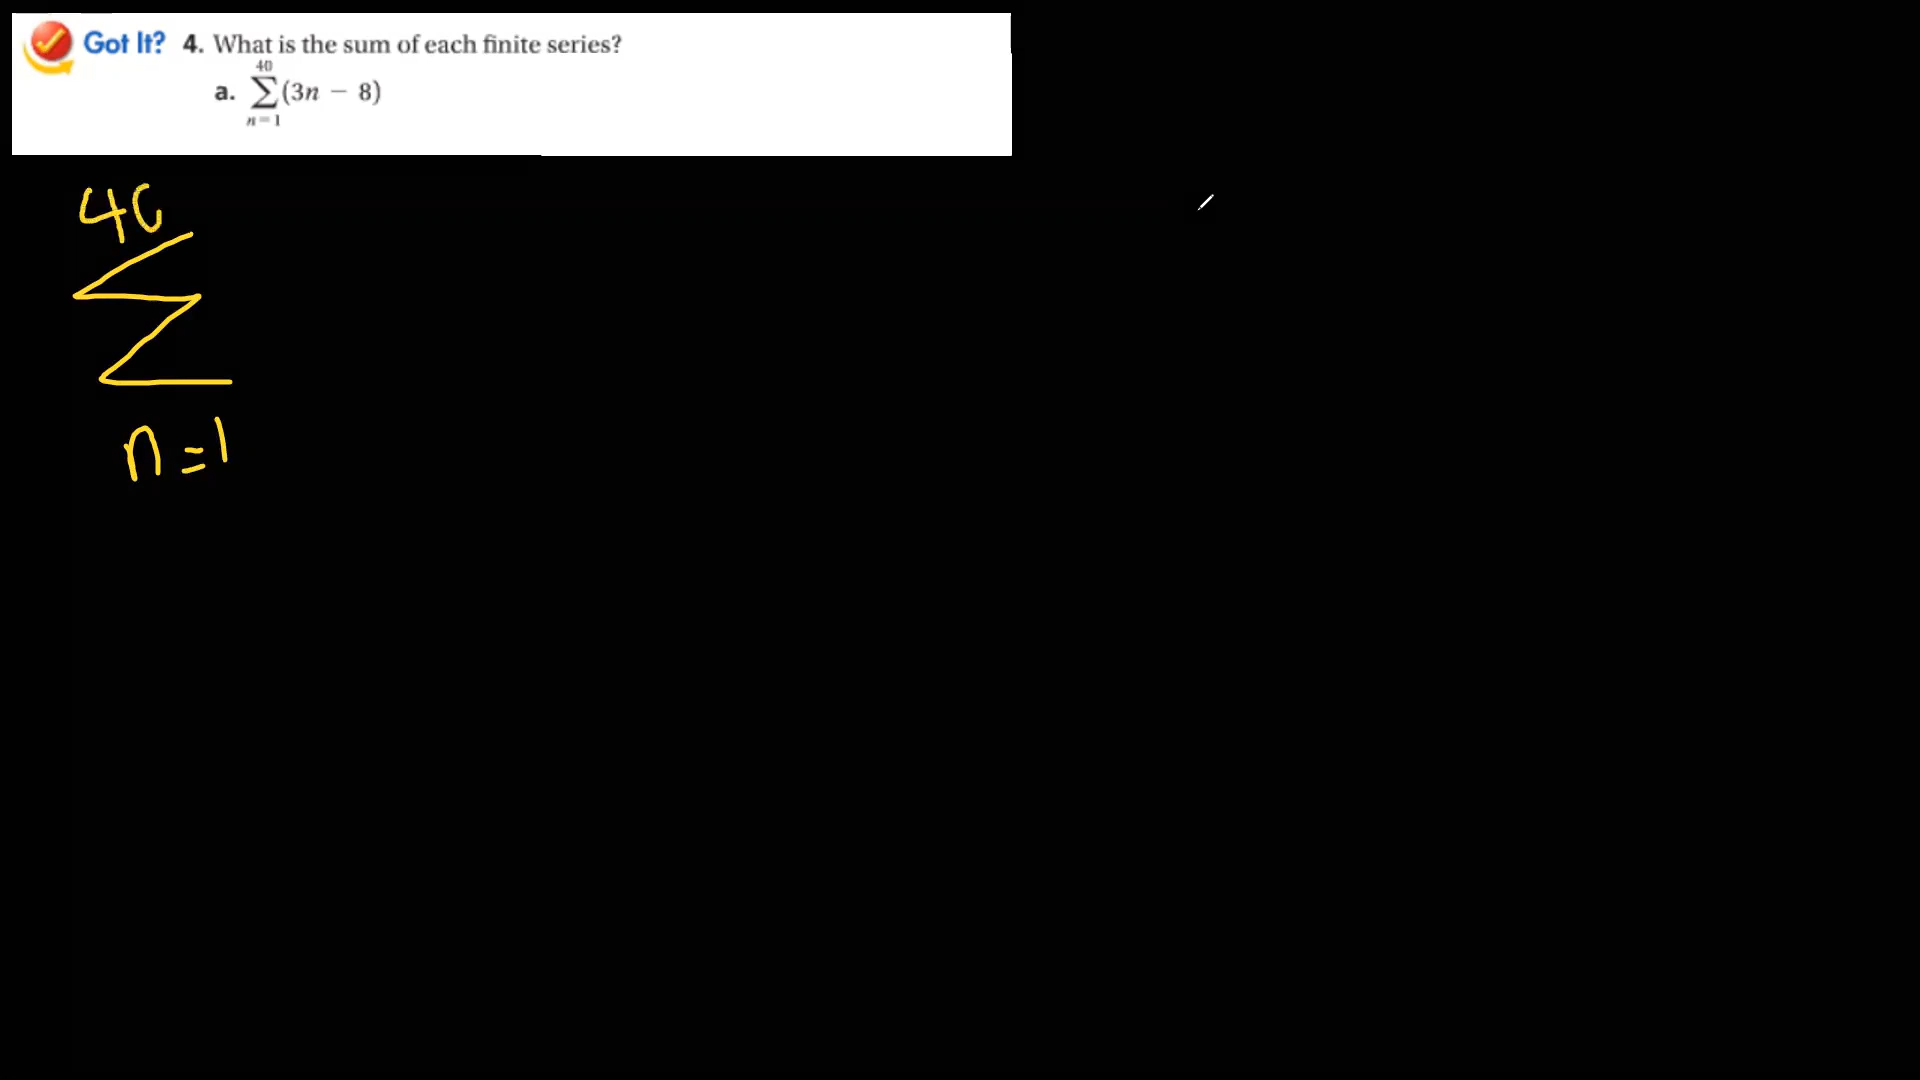 Got It? 4. What is the sum of each finite series?
40
a. ∑(3n − 8)
n=1
40
∑
n=1